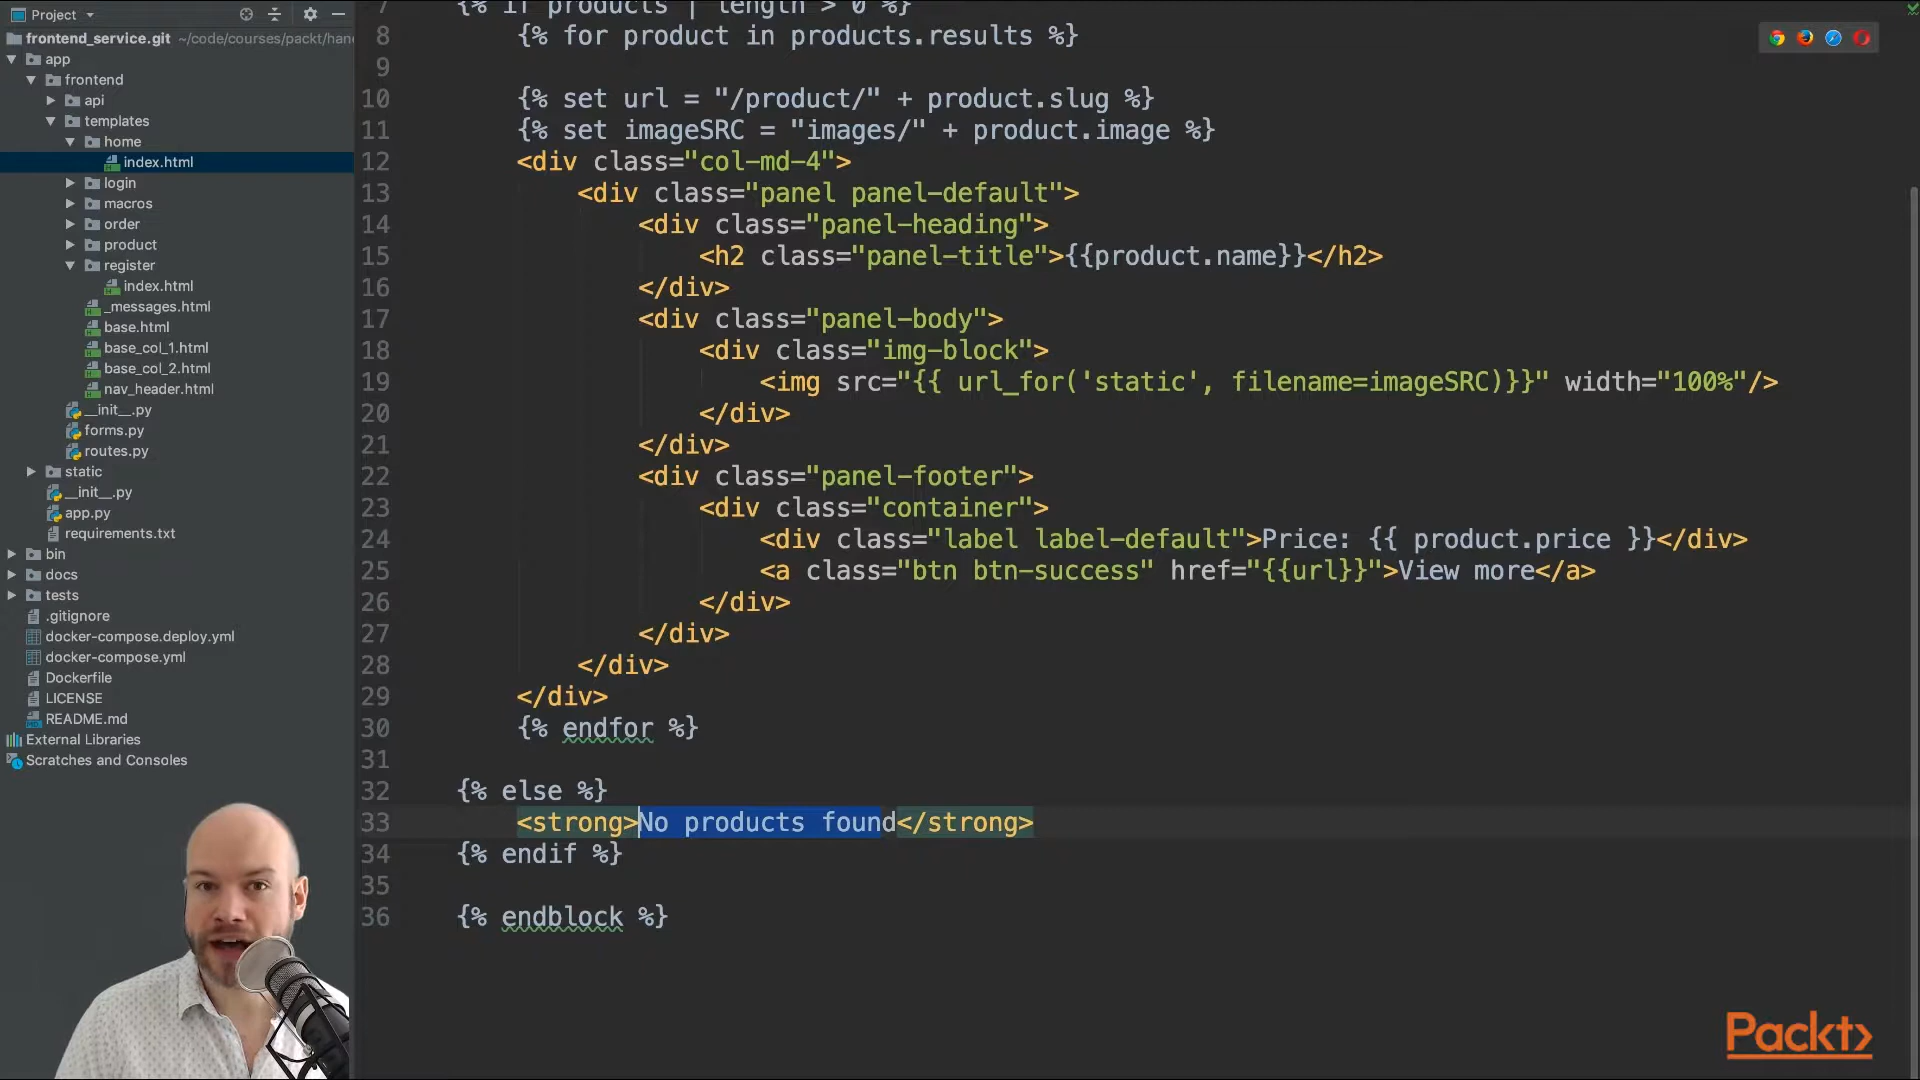 Project
frontend_service.git ~/code/courses/packt/han
app
frontend
api
templates
home
index.html
login
macros
order
product
register
index.html
_messages.html
base.html
base_col_1.html
base_col_2.html
nav_header.html
__init__.py
forms.py
routes.py
static
__init__.py
app.py
requirements.txt
bin
docs
tests
.gitignore
docker-compose.deploy.yml
docker-compose.yml
Dockerfile
LICENSE
README.md
External Libraries
Scratches and Consoles
7 {% if products | length > 0 %}
8 {% for product in products.results %}
9
10 {% set url = "/product/" + product.slug %}
11 {% set imageSRC = "images/" + product.image %}
12 <div class="col-md-4">
13 <div class="panel panel-default">
14 <div class="panel-heading">
15 <h2 class="panel-title">{{product.name}}</h2>
16 </div>
17 <div class="panel-body">
18 <div class="img-block">
19 <img src="{{ url_for('static', filename=imageSRC)}}" width="100%"/>
20 </div>
21 </div>
22 <div class="panel-footer">
23 <div class="container">
24 <div class="label label-default">Price: {{ product.price }}</div>
25 <a class="btn btn-success" href="{{url}}">View more</a>
26 </div>
27 </div>
28 </div>
29 </div>
30 {% endfor %}
31
32 {% else %}
33 <strong>No products found</strong>
34 {% endif %}
35
36 {% endblock %}
Packt>